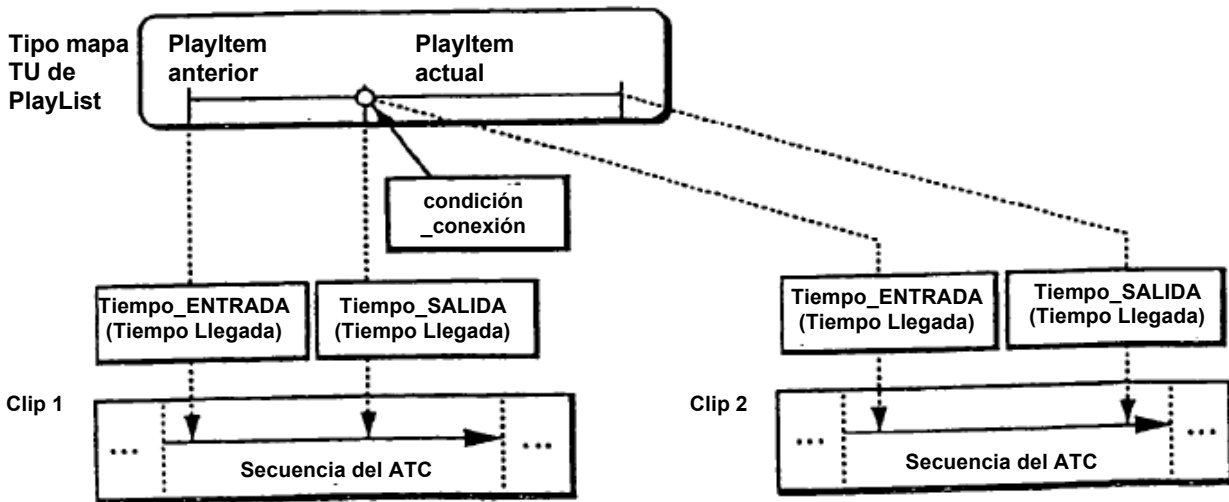 Tipo mapa
TU de
PlayList
PlayItem
anterior
PlayItem
actual
condición
_conexión
Tiempo_ENTRADA
(Tiempo Llegada)
Tiempo_SALIDA
(Tiempo Llegada)
Tiempo_ENTRADA
(Tiempo Llegada)
Tiempo_SALIDA
(Tiempo Llegada)
Clip 1
...
Secuencia del ATC
...
Clip 2
...
Secuencia del ATC
...